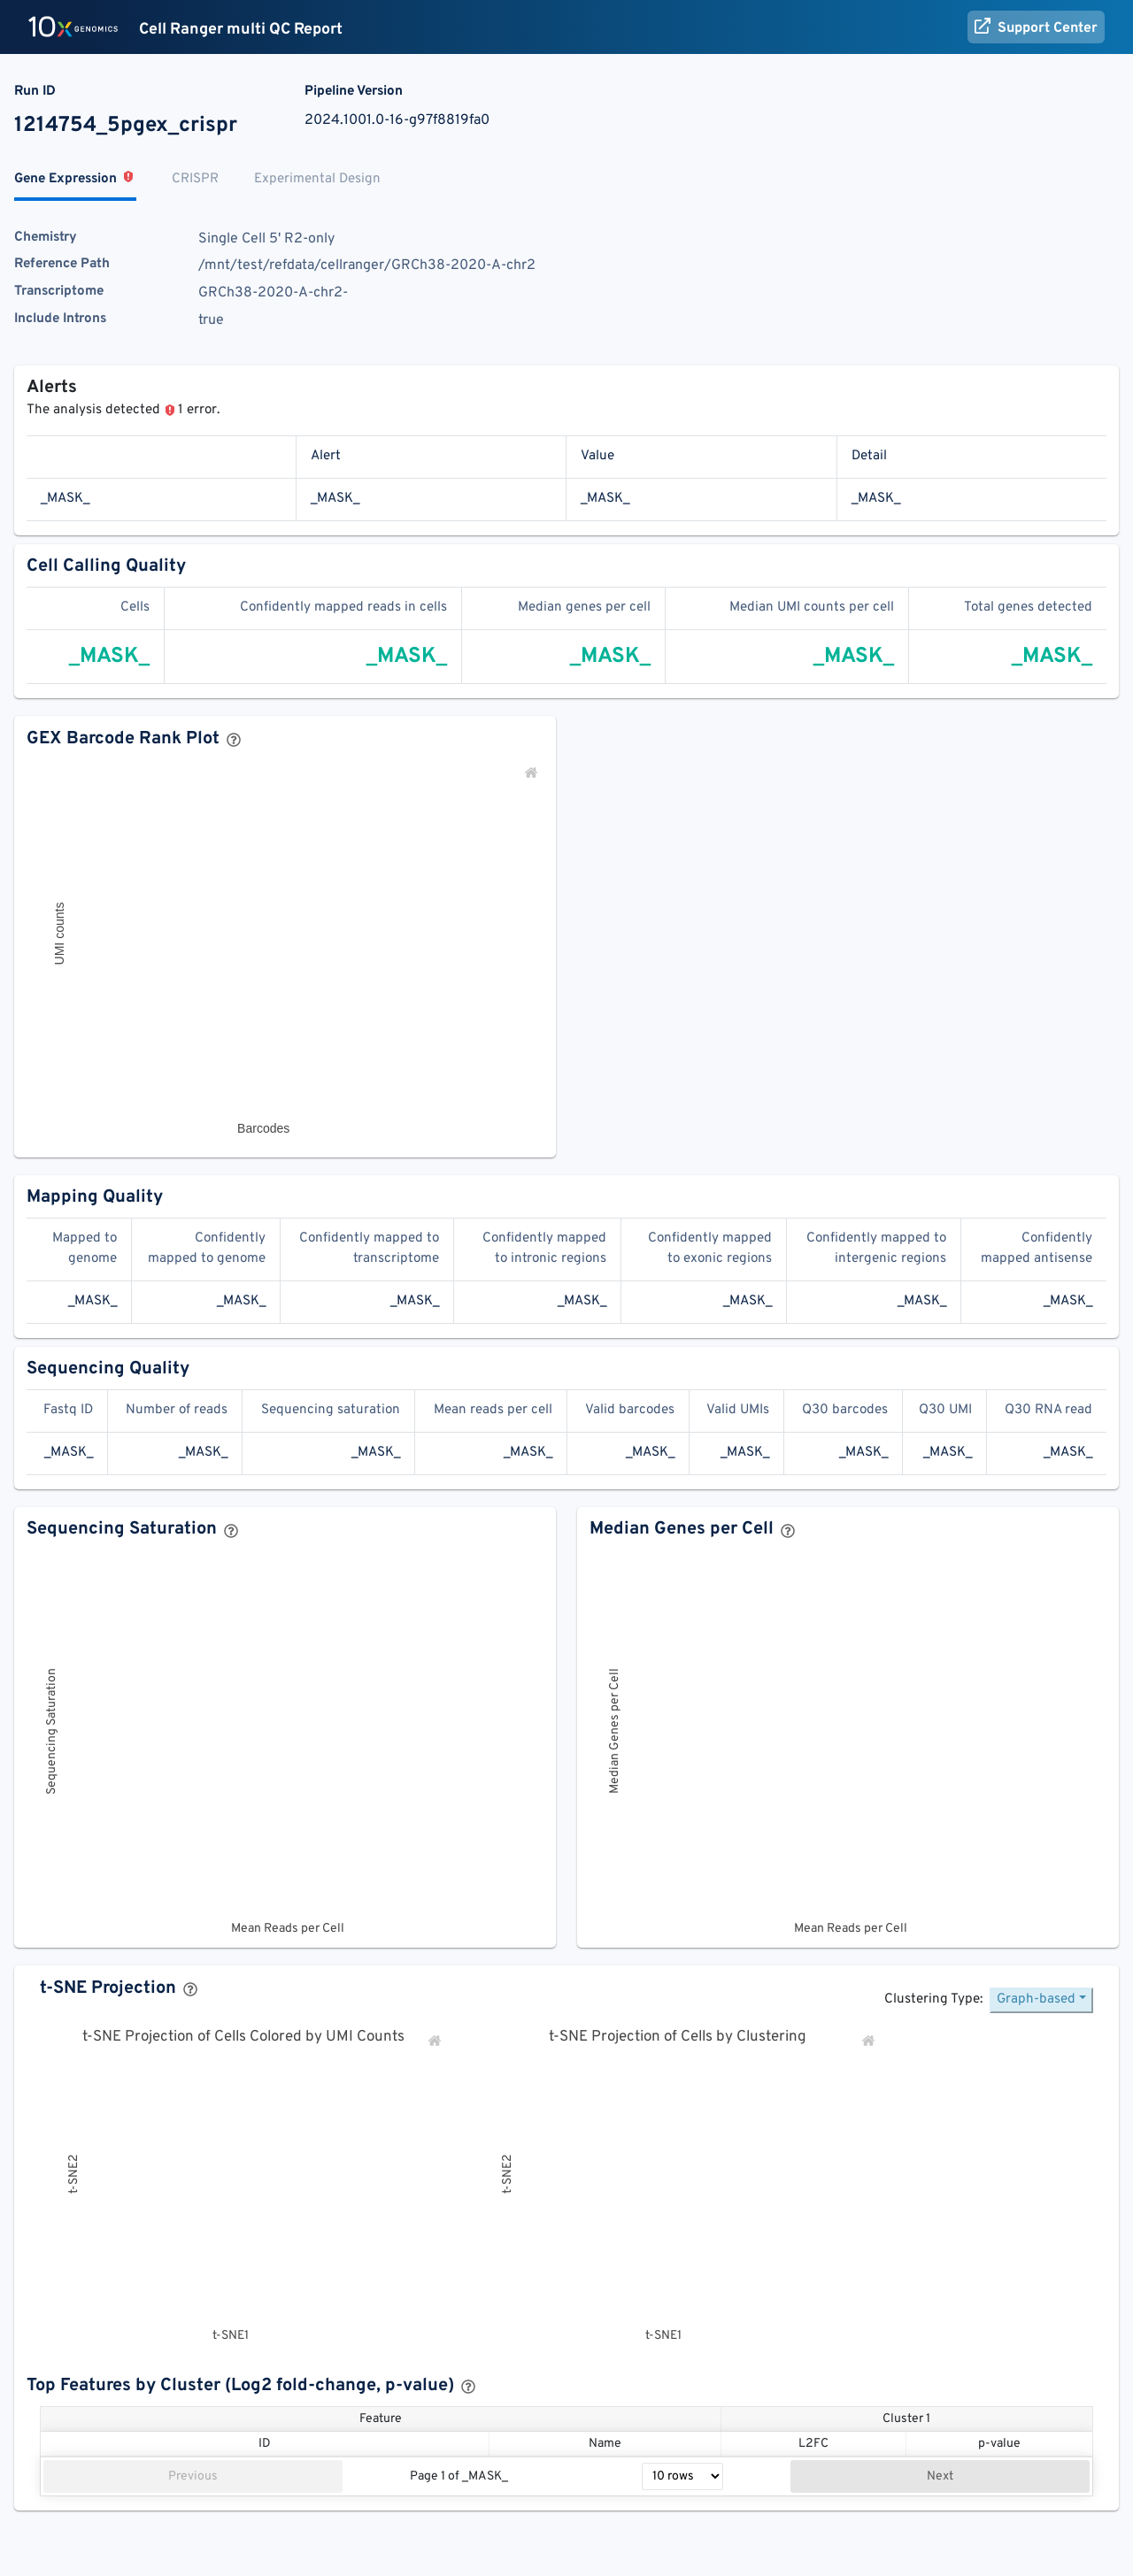 10x GENOMICS Cell Ranger multi QC Report Support Center
Run ID Pipeline Version
1214754_5pgex_crispr 2024.1001.0-16-g97f8819fa0
Gene Expression CRISPR Experimental Design
Chemistry Single Cell 5' R2-only
Reference Path /mnt/test/refdata/cellranger/GRCh38-2020-A-chr2
Transcriptome GRCh38-2020-A-chr2-
Include Introns true
Alerts
The analysis detected 1 error.
Alert Value Detail
_MASK_ _MASK_ _MASK_ _MASK_
Cell Calling Quality
Cells Confidently mapped reads in cells Median genes per cell Median UMI counts per cell Total genes detected
_MASK_ _MASK_ _MASK_ _MASK_ _MASK_
GEX Barcode Rank Plot
UMI counts
Barcodes
Mapping Quality
Mapped to genome Confidently mapped to genome Confidently mapped to transcriptome Confidently mapped to intronic regions Confidently mapped to exonic regions Confidently mapped to intergenic regions Confidently mapped antisense
_MASK_ _MASK_ _MASK_ _MASK_ _MASK_ _MASK_ _MASK_
Sequencing Quality
Fastq ID Number of reads Sequencing saturation Mean reads per cell Valid barcodes Valid UMIs Q30 barcodes Q30 UMI Q30 RNA read
_MASK_ _MASK_ _MASK_ _MASK_ _MASK_ _MASK_ _MASK_ _MASK_ _MASK_
Sequencing Saturation
Sequencing Saturation
Mean Reads per Cell
Median Genes per Cell
Median Genes per Cell
Mean Reads per Cell
t-SNE Projection
Clustering Type: Graph-based
t-SNE Projection of Cells Colored by UMI Counts
t-SNE2
t-SNE1
t-SNE Projection of Cells by Clustering
t-SNE2
t-SNE1
Top Features by Cluster (Log2 fold-change, p-value)
Feature Cluster 1
ID Name L2FC p-value
Previous Page 1 of _MASK_ 10 rows Next